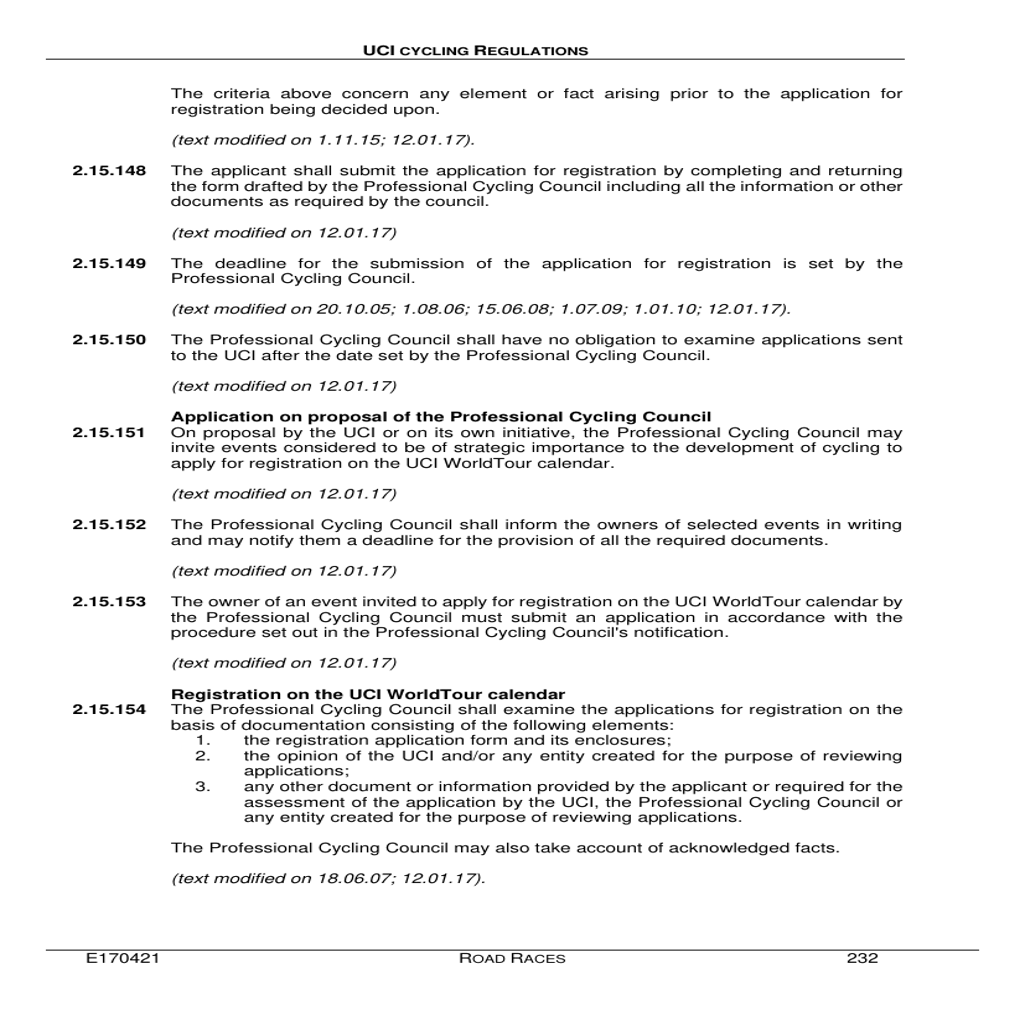 UCI CYCLING REGULATIONS
The criteria above concern any element or fact arising prior to the application for
registration being decided upon.
(text modified on 1.11.15; 12.01.17).
2.15.148 The applicant shall submit the application for registration by completing and returning
the form drafted by the Professional Cycling Council including all the information or other
documents as required by the council.
(text modified on 12.01.17)
2.15.149 The deadline for the submission of the application for registration is set by the
Professional Cycling Council.
(text modified on 20.10.05; 1.08.06; 15.06.08; 1.07.09; 1.01.10; 12.01.17).
2.15.150 The Professional Cycling Council shall have no obligation to examine applications sent
to the UCI after the date set by the Professional Cycling Council.
(text modified on 12.01.17)
Application on proposal of the Professional Cycling Council
2.15.151 On proposal by the UCI or on its own initiative, the Professional Cycling Council may
invite events considered to be of strategic importance to the development of cycling to
apply for registration on the UCI WorldTour calendar.
(text modified on 12.01.17)
2.15.152 The Professional Cycling Council shall inform the owners of selected events in writing
and may notify them a deadline for the provision of all the required documents.
(text modified on 12.01.17)
2.15.153 The owner of an event invited to apply for registration on the UCI WorldTour calendar by
the Professional Cycling Council must submit an application in accordance with the
procedure set out in the Professional Cycling Council's notification.
(text modified on 12.01.17)
Registration on the UCI WorldTour calendar
2.15.154 The Professional Cycling Council shall examine the applications for registration on the
basis of documentation consisting of the following elements:
1. the registration application form and its enclosures;
2. the opinion of the UCI and/or any entity created for the purpose of reviewing
applications;
3. any other document or information provided by the applicant or required for the
assessment of the application by the UCI, the Professional Cycling Council or
any entity created for the purpose of reviewing applications.
The Professional Cycling Council may also take account of acknowledged facts.
(text modified on 18.06.07; 12.01.17).
E170421 ROAD RACES 232